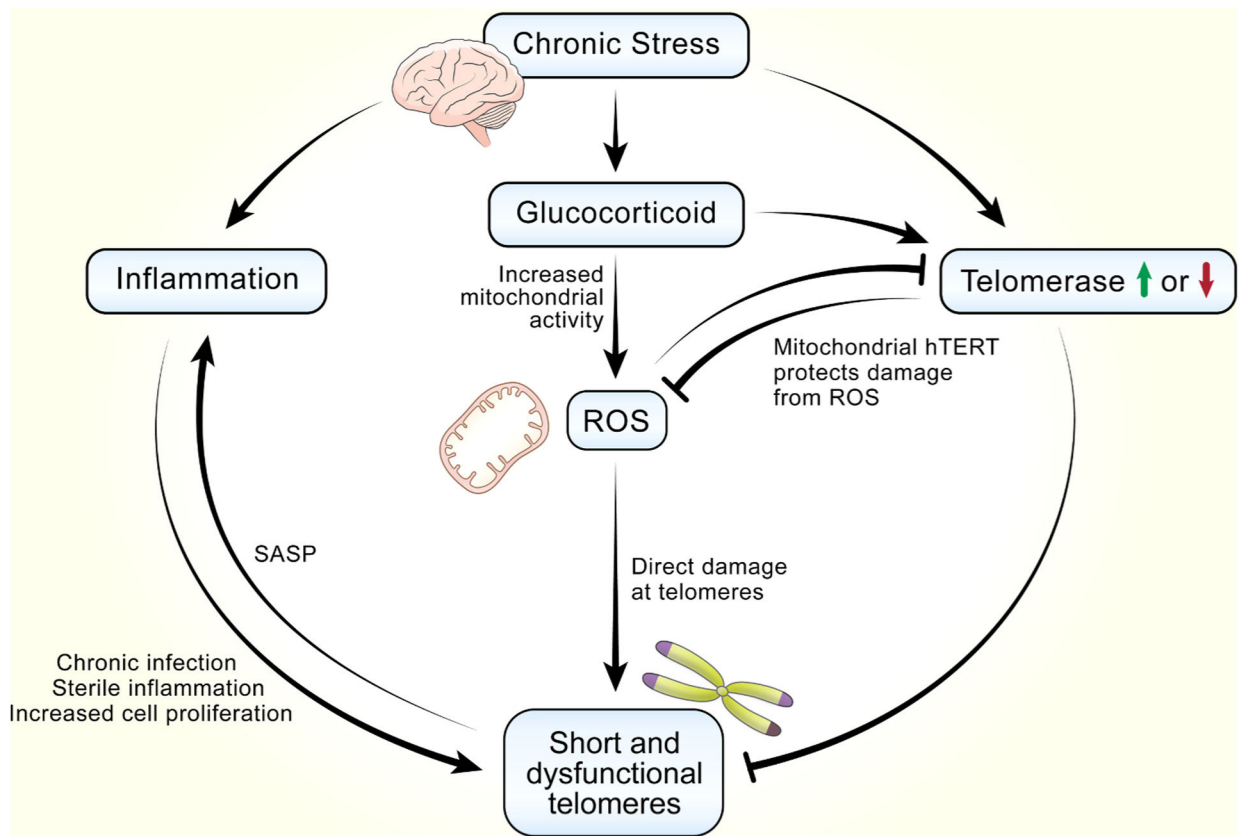 Chronic Stress
Glucocorticoid
Inflammation
Increased
mitochondrial
activity
Telomerase ↑ or ↓
Mitochondrial hTERT
protects damage
from ROS
ROS
SASP
Direct damage
at telomeres
Chronic infection
Sterile inflammation
Increased cell proliferation
Short and
dysfunctional
telomeres